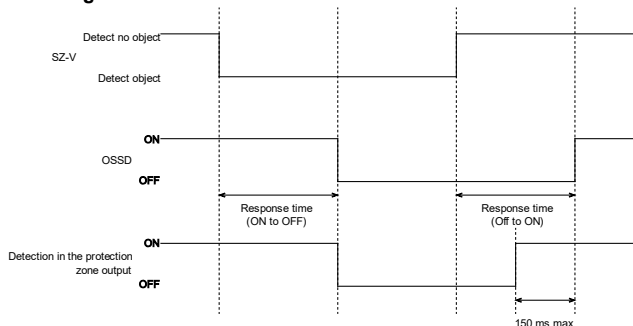 Detect no object
SZ-V
Detect object
ON
OSSD
OFF
Response time
(ON to OFF)
Response time
(Off to ON)
ON
Detection in the protection
zone output
OFF
150 ms max